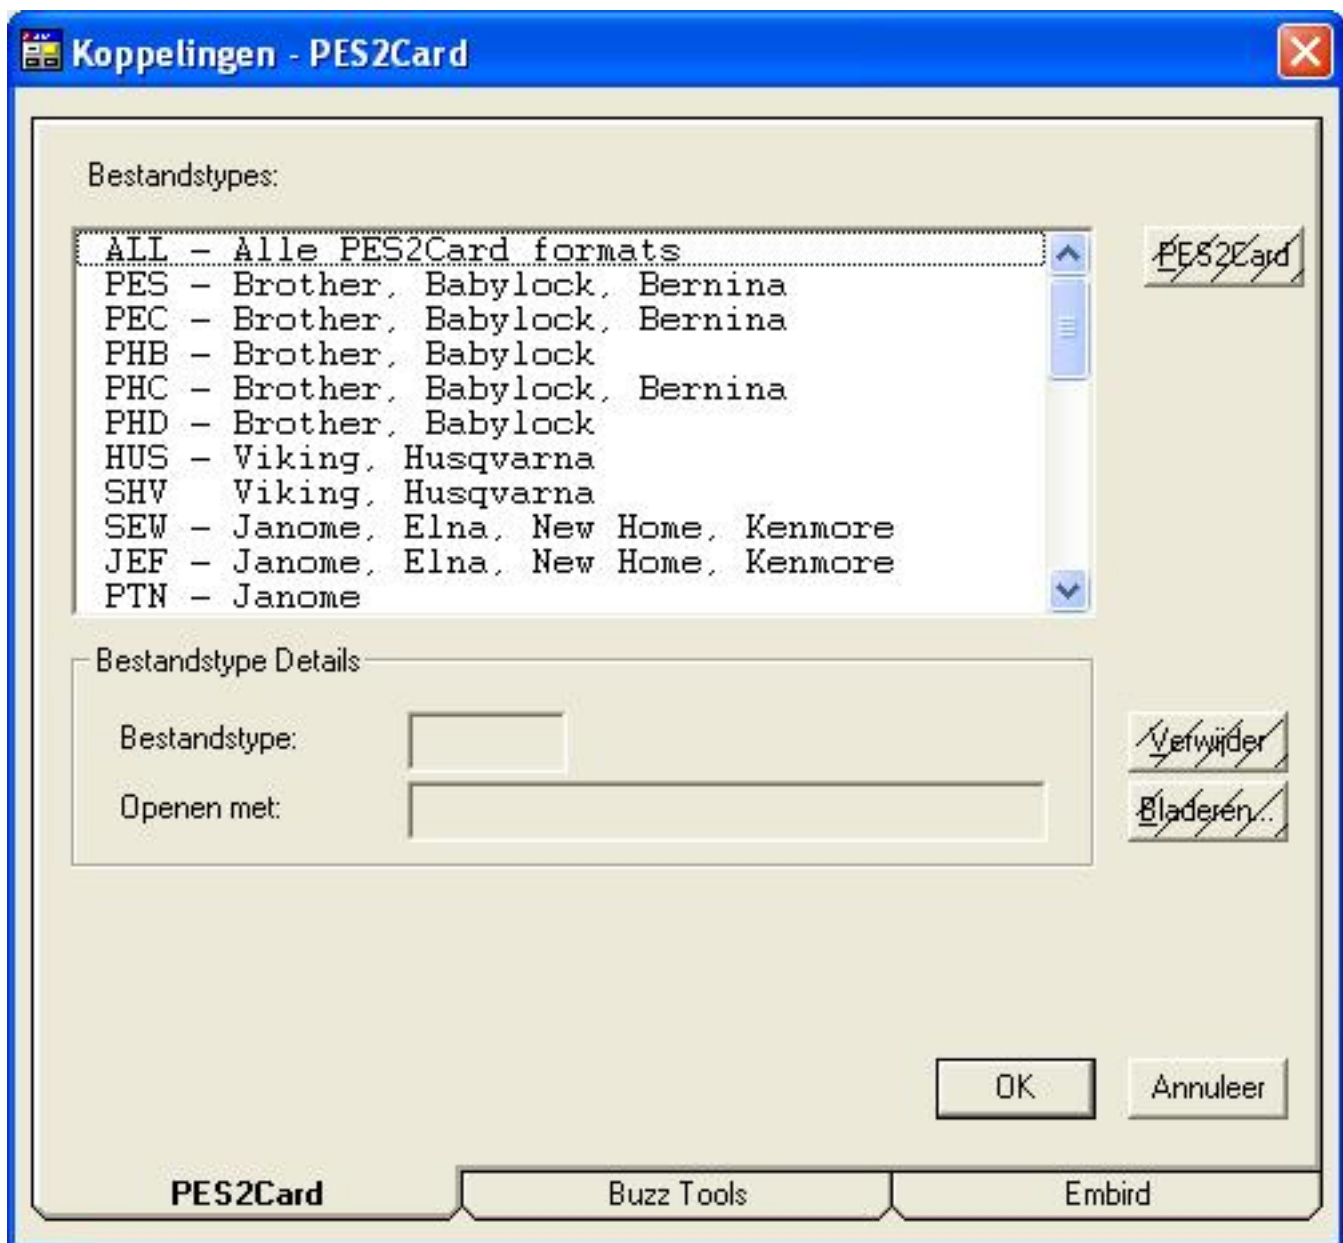 Koppelingen - PES2Card
Bestandstypes:
ALL - Alle PES2Card formats
PES - Brother, Babylock, Bernina
PEC - Brother, Babylock, Bernina
PHB - Brother, Babylock
PHC - Brother, Babylock, Bernina
PHD - Brother, Babylock
HUS - Viking, Husqvarna
SHV  Viking, Husqvarna
SEW - Janome, Elna, New Home, Kenmore
JEF - Janome, Elna, New Home, Kenmore
PTN - Janome
PES2Card
Bestandstype Details
Bestandstype:
Openen met:
Verwijder
Bladeren...
OK
Annuleer
PES2Card
Buzz Tools
Embird